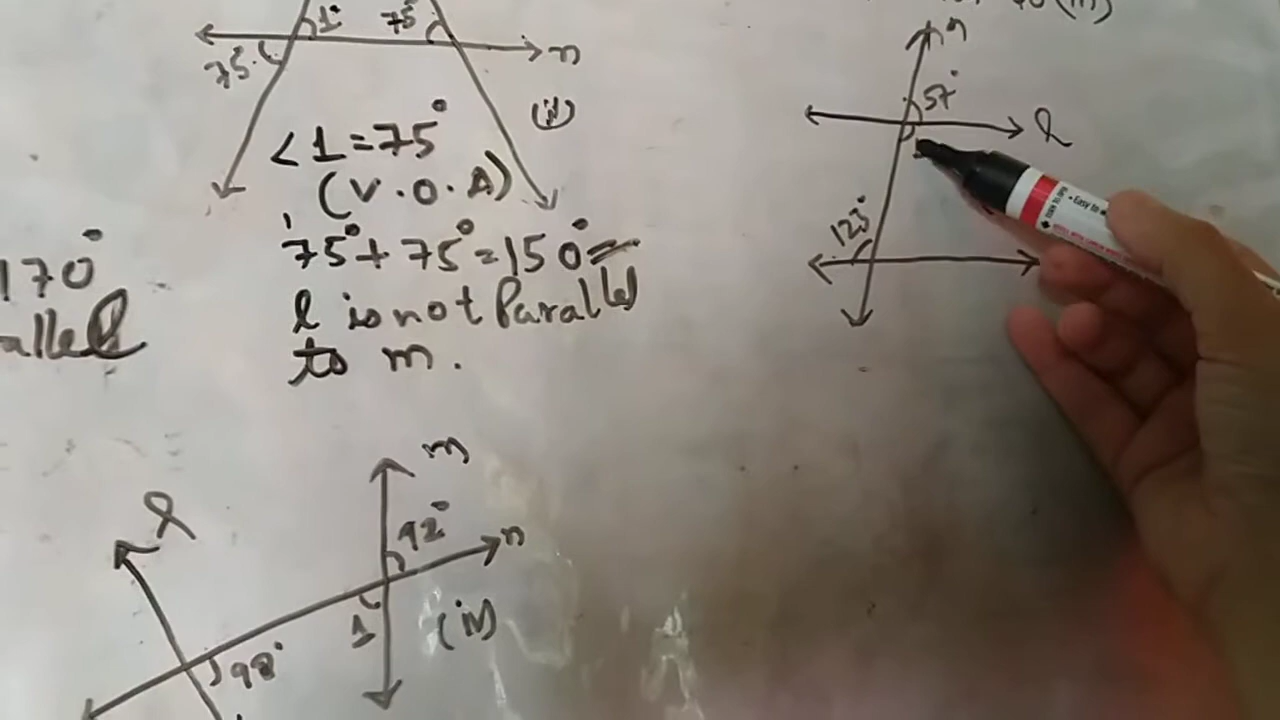 1°
75°
75°
n
(ii)
<1=75°
(V.O.A)
75°+75°=150°
l is not Parallel
to m.
170°
allel
(iii)
n
57°
l
123°
m
92°
n
l
1
(iv)
98°